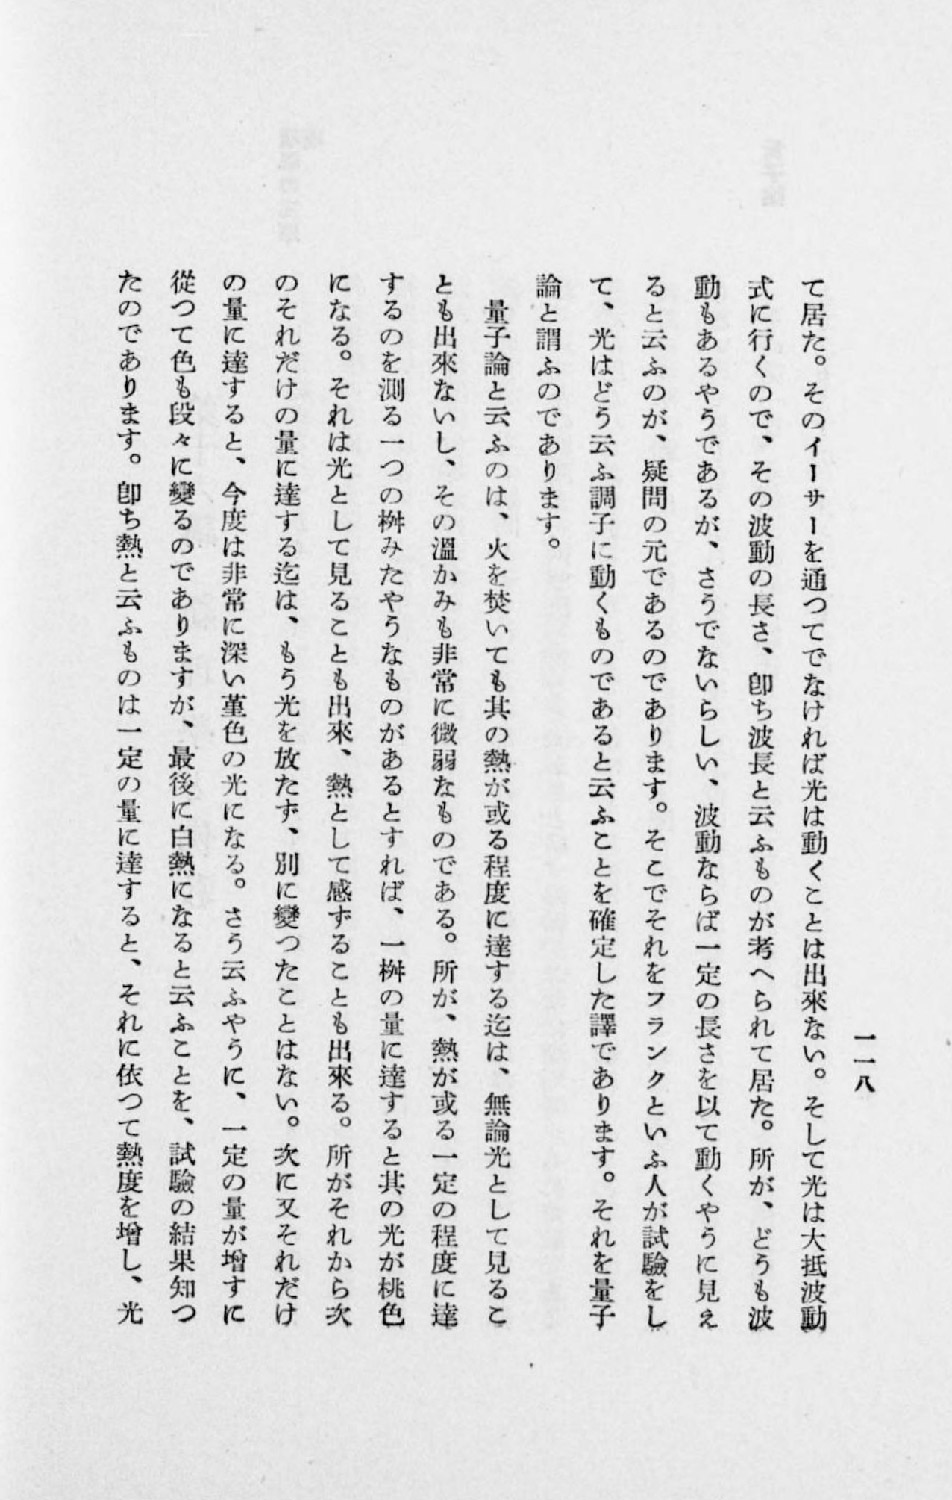 一一八
て居た。そのイーサーを通つてでなければ光は動くことは出來ない。そして光は大抵波動
式に行くので、その波動の長さ、卽ち波長と云ふものが考へられて居た。所が、どうも波
動もあるやうであるが、さうでないらしい、波動ならば一定の長さを以て動くやうに見え
ると云ふのが、疑問の元であるのであります。そこでそれをフランクといふ人が試驗をし
て、光はどう云ふ調子に動くものであると云ふことを確定した譯であります。それを量子
論と謂ふのであります。
量子論と云ふのは、火を焚いても其の熱が或る程度に達する迄は、無論光として見るこ
とも出來ないし、その溫かみも非常に微弱なものである。所が、熱が或る一定の程度に達
するのを測る一つの桝みたやうなものがあるとすれば、一桝の量に達すると其の光が桃色
になる。それは光として見ることも出來、熱として感ずることも出來る。所がそれから次
のそれだけの量に達する迄は、もう光を放たず、別に變つたことはない。次に又それだけ
の量に達すると、今度は非常に深い菫色の光になる。さう云ふやうに、一定の量が增すに
從つて色も段々に變るのでありますが、最後に白熱になると云ふことを、試驗の結果知つ
たのであります。卽ち熱と云ふものは一定の量に達すると、それに依つて熱度を增し、光